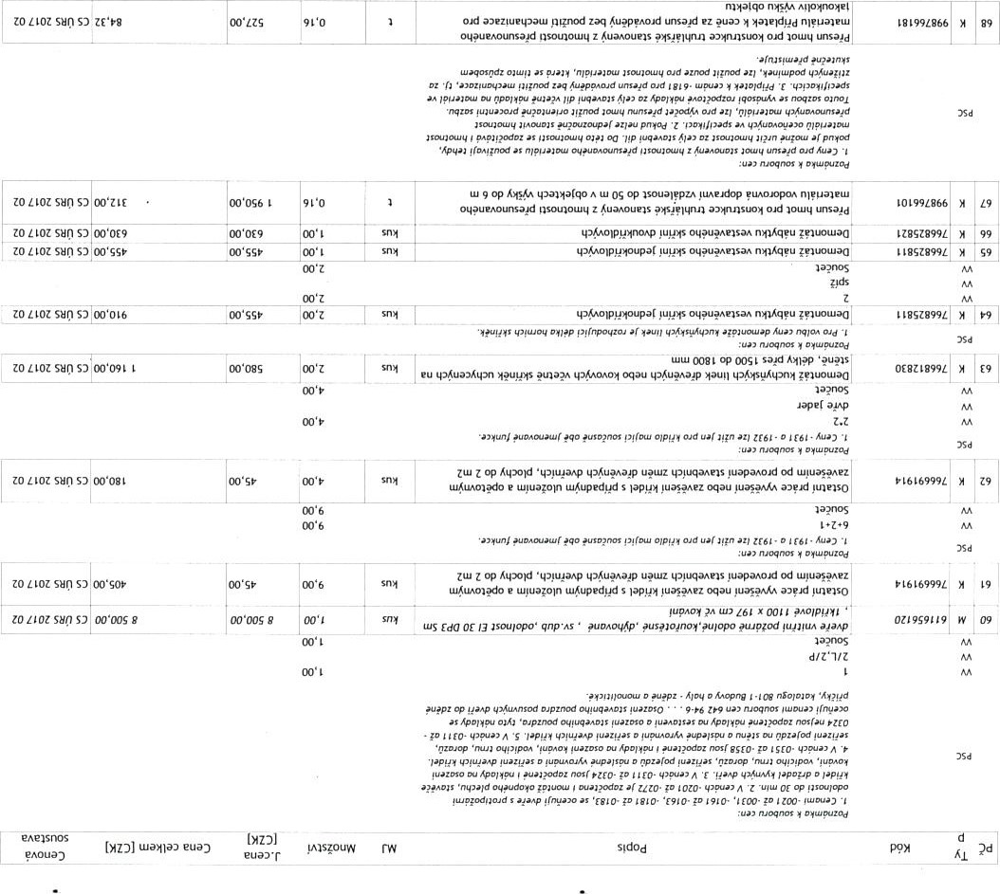 PČ Typ Kód Popis MJ Množství J.cena [CZK] Cena celkem [CZK] Cenová soustava
Poznámka k souboru cen:
1. Cenami -0021 až -0031, -0161 až -0163, -0181 až -0183, se oceňují dveře s protipožární
odolností do 30 min. 2. V cenách -0201 až -0272 je započtena i montáž okopného plechu, stavěče
křídel a držadel kyvných dveří. 3. V cenách -0311 až -0324 jsou započtené i náklady na osazení
kování, vodícího trnu, dorazů, seřízení pojezdů a následné vyrovnání a seřízení dveřních křídel.
PSC
4. V cenách -0351 až -0358 jsou započtené i náklady na osazení kování, vodícího trnu, dorazů,
seřízení pojezdů na stěnu a následné vyrovnání a seřízení dveřních křídel. 5. V cenách -0311 až -
0324 nejsou započtené náklady na sestavení a osazení stavebního pouzdra, tyto náklady se
oceňují cenami souboru cen 642 94-6 . . . Osazení stavebního pouzdra posuvných dveří do zděné
příčky, katalogu 801-1 Budovy a haly - zděné a monolitické.
VV 1 1,00
VV 2/L,2/P
VV Součet 1,00
60 M 611656120 dveře vnitřní požárně odolné,kouřotěsné ,dýhované , sv.dub ,odolnost EI 30 DP3 Sm kus 1,00 8 500,00 8 500,00 CS ÚRS 2017 02
, 1křídlové 1100 x 197 cm vč kování
61 K 766691914 Ostatní práce vyvěšení nebo zavěšení křídel s případným uložením a opětovným kus 9,00 45,00 405,00 CS ÚRS 2017 02
zavěšením po provedení stavebních změn dřevěných dveřních, plochy do 2 m2
PSC Poznámka k souboru cen:
1. Ceny -1931 a -1932 lze užít jen pro křídlo mající současně obě jmenované funkce.
VV 6+2+1 9,00
VV Součet 9,00
62 K 766691914 Ostatní práce vyvěšení nebo zavěšení křídel s případným uložením a opětovným kus 4,00 45,00 180,00 CS ÚRS 2017 02
zavěšením po provedení stavebních změn dřevěných dveřních, plochy do 2 m2
PSC Poznámka k souboru cen:
1. Ceny -1931 a -1932 lze užít jen pro křídlo mající současně obě jmenované funkce.
VV 2*2 4,00
VV dvře jader
VV Součet 4,00
63 K 766812830 Demontáž kuchyňských linek dřevěných nebo kovových včetně skříněk uchycených na kus 2,00 580,00 1 160,00 CS ÚRS 2017 02
stěně, délky přes 1500 do 1800 mm
PSC Poznámka k souboru cen:
1. Pro volbu ceny demontáže kuchyňských linek je rozhodující délka horních skříněk.
64 K 766825811 Demontáž nábytku vestavěného skříní jednokřídlových kus 2,00 455,00 910,00 CS ÚRS 2017 02
VV 2 2,00
VV spíž
VV Součet 2,00
65 K 766825811 Demontáž nábytku vestavěného skříní jednokřídlových kus 1,00 455,00 455,00 CS ÚRS 2017 02
66 K 766825821 Demontáž nábytku vestavěného skříní dvoukřídlových kus 1,00 630,00 630,00 CS ÚRS 2017 02
67 K 998766101 Přesun hmot pro konstrukce truhlářské stanovený z hmotnosti přesunovaného t 0,16 1 950,00 312,00 CS ÚRS 2017 02
materiálu vodorovná dopravní vzdálenost do 50 m v objektech výšky do 6 m
Poznámka k souboru cen:
1. Ceny pro přesun hmot stanovený z hmotnosti přesunovaného materiálu se používají tehdy,
pokud je možné určit hmotnost za celý stavební díl. Do této hmotnosti se započítává i hmotnost
materiálů oceňovaných ve specifikaci. 2. Pokud nelze jednoznačně stanovit hmotnost
PSC přesunovaných materiálů, lze pro výpočet přesunu hmot použít orientačně procentní sazbu.
Touto sazbou se vynásobí rozpočtové náklady za celý stavební díl včetně nákladů na materiál ve
specifikacích. 3. Příplatek k cenám -6181 pro přesun prováděný bez použití mechanizace, tj. za
ztížených podmínek, lze použít pouze pro hmotnost materiálu, která se tímto způsobem
skutečně přemísťuje.
68 K 998766181 Přesun hmot pro konstrukce truhlářské stanovený z hmotnosti přesunovaného t 0,16 527,00 84,32 CS ÚRS 2017 02
materiálu Příplatek k ceně za přesun prováděný bez použití mechanizace pro
jakoukoliv výšku objektu